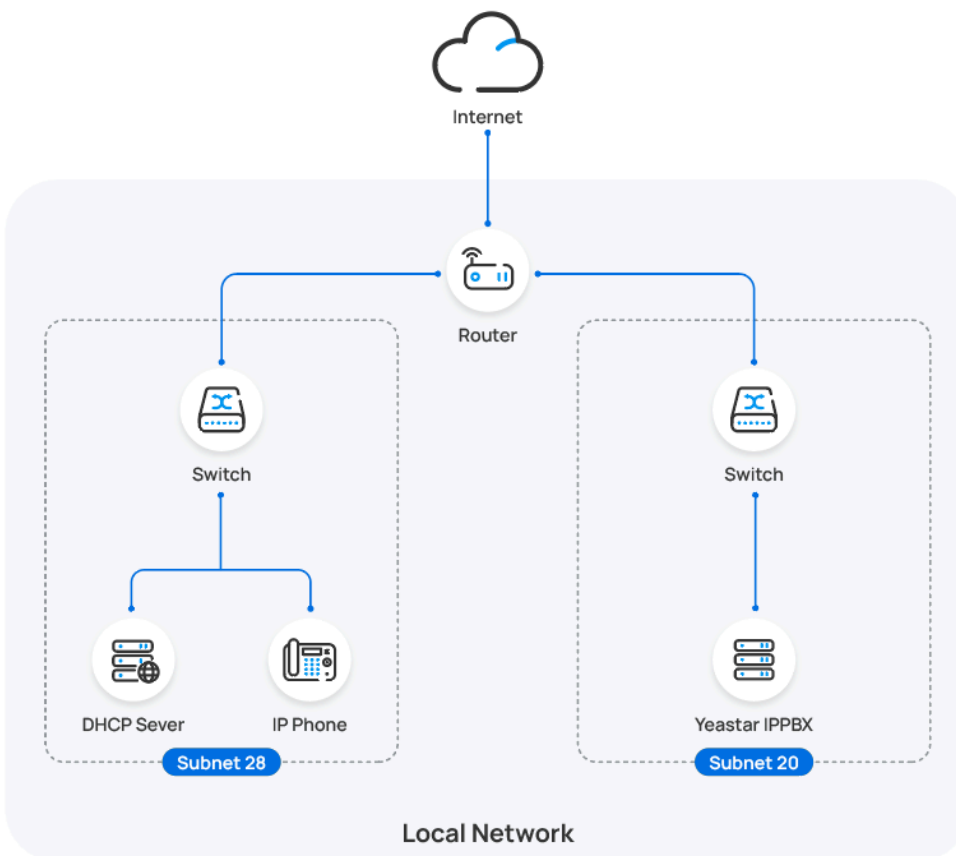 Internet
Router
Switch
Switch
DHCP Sever
IP Phone
Yeastar IPPBX
Subnet 28
Subnet 20
Local Network